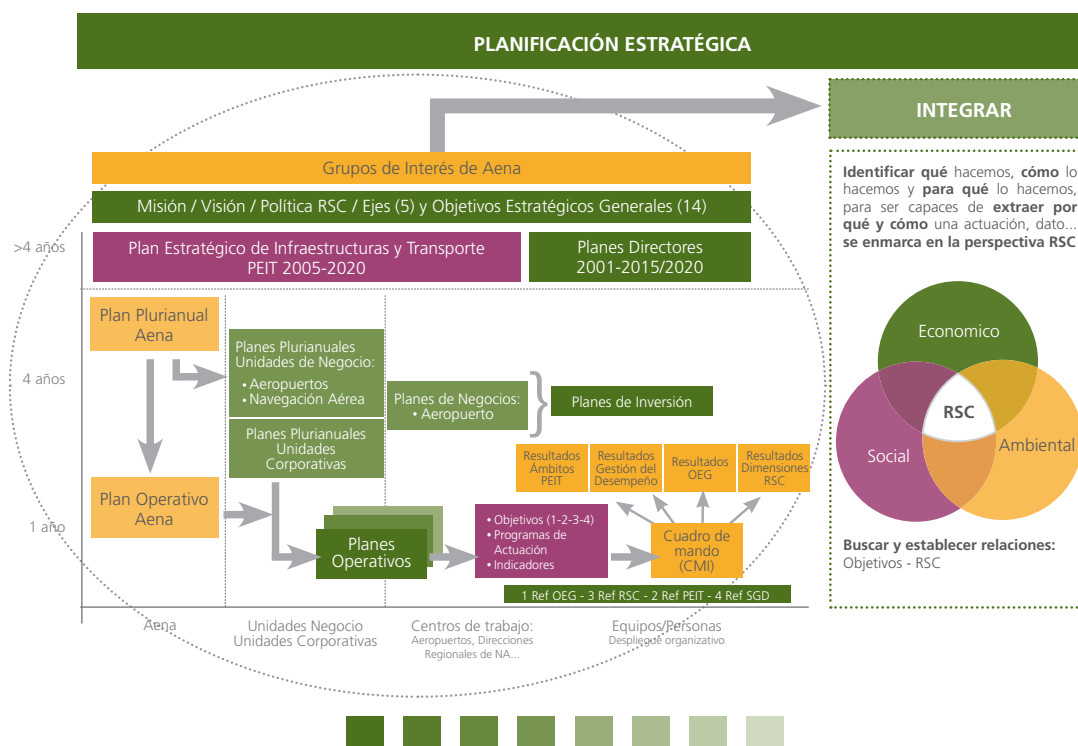 PLANIFICACIÓN ESTRATÉGICA
INTEGRAR
Grupos de Interés de Aena
Misión / Visión / Política RSC / Ejes (5) y Objetivos Estratégicos Generales (14)
>4 años
Plan Estratégico de Infraestructuras y Transporte
PEIT 2005-2020
Planes Directores
2001-2015/2020
Identificar qué hacemos, cómo lo
hacemos y para qué lo hacemos,
para ser capaces de extraer por
qué y cómo una actuación, dato...
se enmarca en la perspectiva RSC
Plan Plurianual
Aena
Planes Plurianuales
Unidades de Negocio:
• Aeropuertos
• Navegación Aérea
4 años
Planes de Negocios:
• Aeropuerto
Planes de Inversión
Planes Plurianuales
Unidades
Corporativas
Resultados
Ámbitos
PEIT
Resultados
Gestión del
Desempeño
Resultados
OEG
Resultados
Dimensiones
RSC
Plan Operativo
Aena
1 año
Planes
Operativos
• Objetivos (1-2-3-4)
• Programas de
Actuación
• Indicadores
Cuadro de
mando
(CMI)
1 Ref OEG - 3 Ref RSC - 2 Ref PEIT - 4 Ref SGD
Aena
Unidades Negocio
Unidades Corporativas
Centros de trabajo:
Aeropuertos, Direcciones
Regionales de NA...
Equipos/Personas
Despliegue organizativo
Economico
RSC
Social
Ambiental
Buscar y establecer relaciones:
Objetivos - RSC